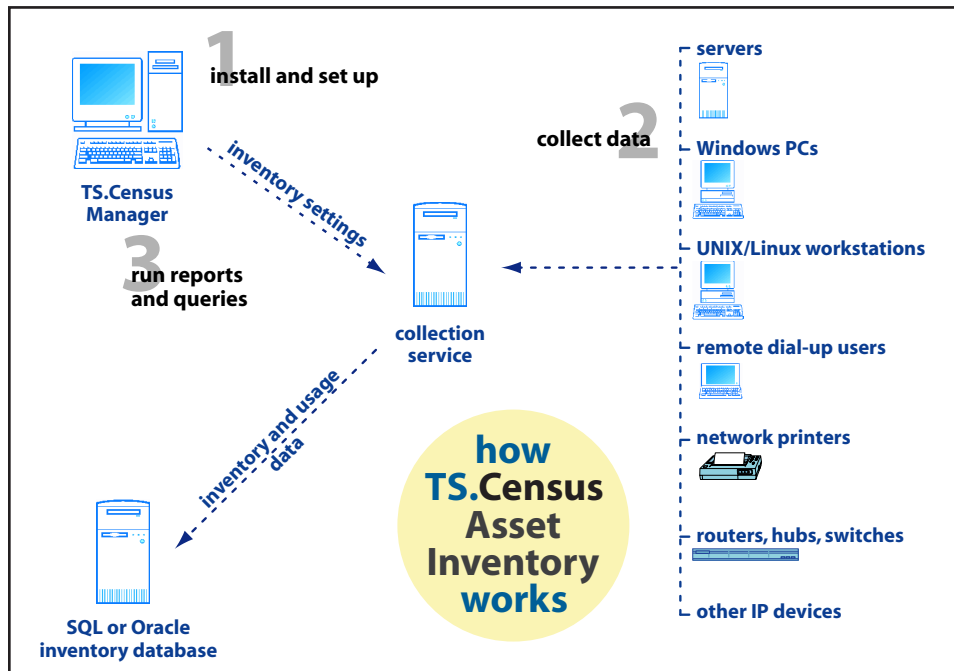 1
install and set up
TS.Census
Manager
3
run reports
and queries
inventory settings
collection
service
inventory and usage
data
SQL or Oracle
inventory database
how
TS.Census
Asset
Inventory
works
2
collect data
servers
Windows PCs
UNIX/Linux workstations
remote dial-up users
network printers
routers, hubs, switches
other IP devices